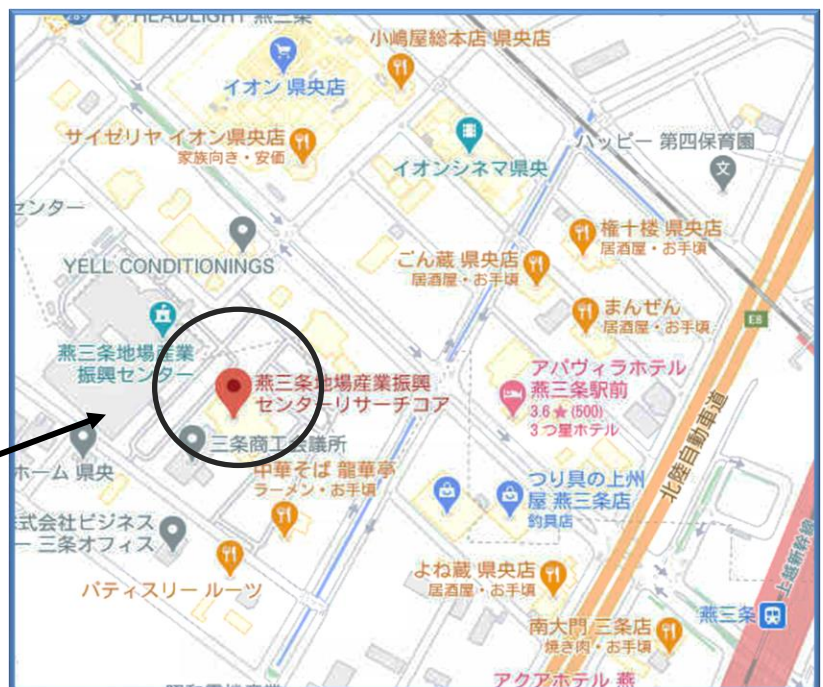 289
HEADLIGHT 燕三条
小嶋屋総本店 県央店
イオン 県央店
サイゼリヤ イオン県央店
家族向き・安価
イオンシネマ県央
ハッピー 第四保育園
センター
YELL CONDITIONINGS
権十楼 県央店
居酒屋・お手頃
ごん蔵 県央店
居酒屋・お手頃
まんぜん
居酒屋・お手頃
E8
燕三条地場産業
振興センター
燕三条地場産業振興
センターリサーチコア
アパヴィラホテル
燕三条駅前
3.6★(500)
3つ星ホテル
北陸自動車道
三条商工会議所
ホーム 県央
中華そば 龍華亭
ラーメン・お手頃
つり具の上州
屋 燕三条店
釣具店
式会社ビジネス
ー 三条オフィス
パティスリー ルーツ
よね蔵 県央店
居酒屋・お手頃
上越新幹線
燕三条
南大門 三条店
焼き肉・お手頃
アクアホテル 燕